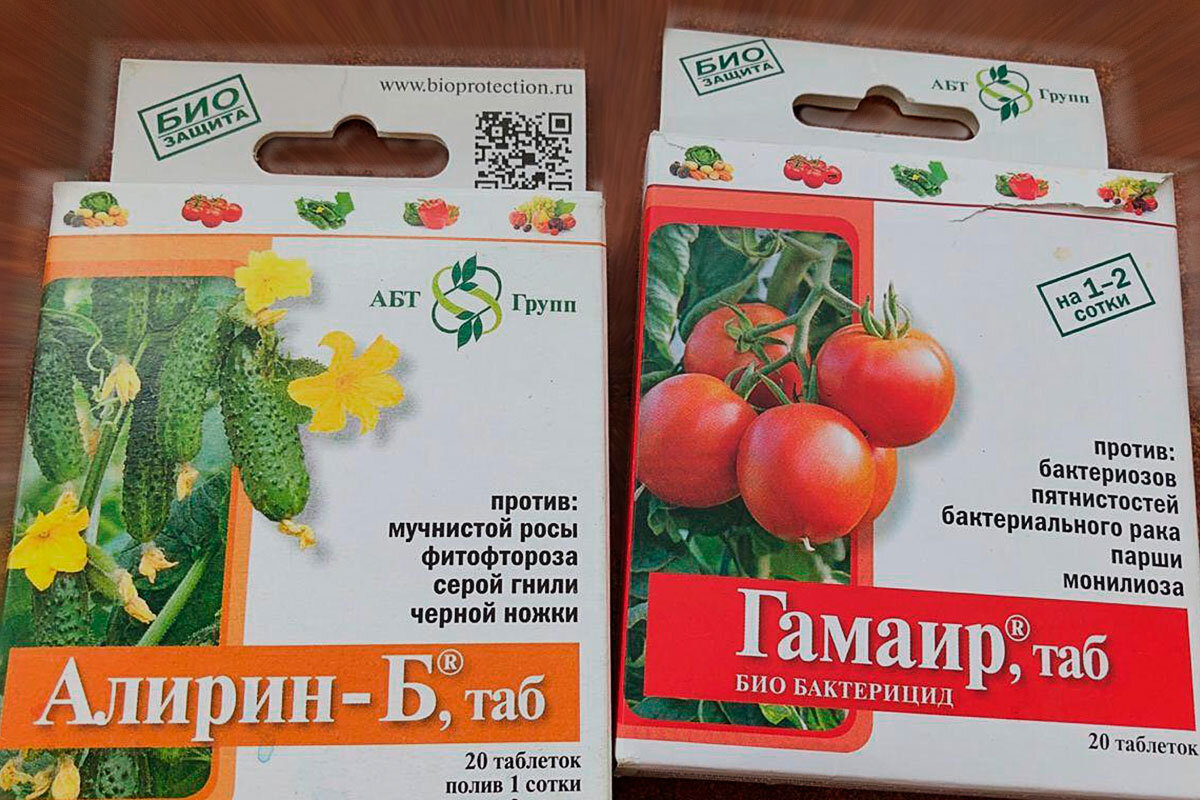 БИО
ЗАЩИТА
www.bioprotection.ru
АБТ Групп
против:
мучнистой росы
фитофтороза
серой гнили
черной ножки
Алирин-Б®, таб
20 таблеток
полив 1 сотки
БИО
ЗАЩИТА
АБТ Групп
на 1–2
сотки
против:
бактериозов
пятнистостей
бактериального рака
парши
монилиоза
Гамаир®, таб
БИО БАКТЕРИЦИД
20 таблеток